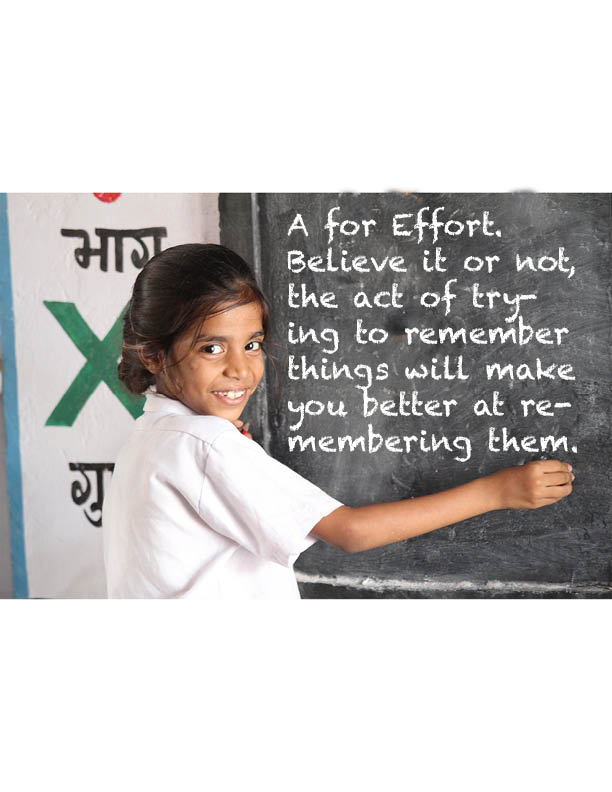 भाग
A for Effort.
Believe it or not,
the act of try-
ing to remember
things will make
you better at re-
membering them.